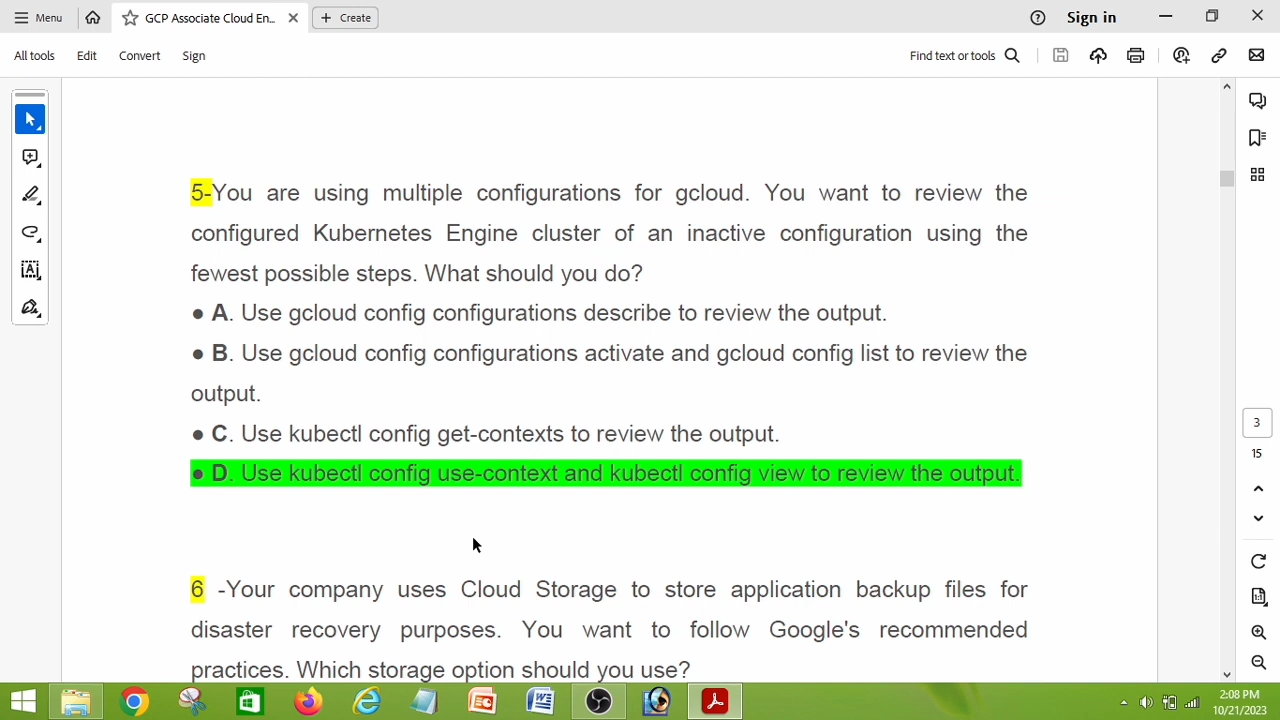 Menu
GCP Associate Cloud En...
Create
Sign in
All tools
Edit
Convert
Sign
Find text or tools
5-You are using multiple configurations for gcloud. You want to review the
configured Kubernetes Engine cluster of an inactive configuration using the
fewest possible steps. What should you do?
● A. Use gcloud config configurations describe to review the output.
● B. Use gcloud config configurations activate and gcloud config list to review the
output.
● C. Use kubectl config get-contexts to review the output.
● D. Use kubectl config use-context and kubectl config view to review the output.
6 -Your company uses Cloud Storage to store application backup files for
disaster recovery purposes. You want to follow Google's recommended
practices. Which storage option should you use?
3
15
2:08 PM
10/21/2023